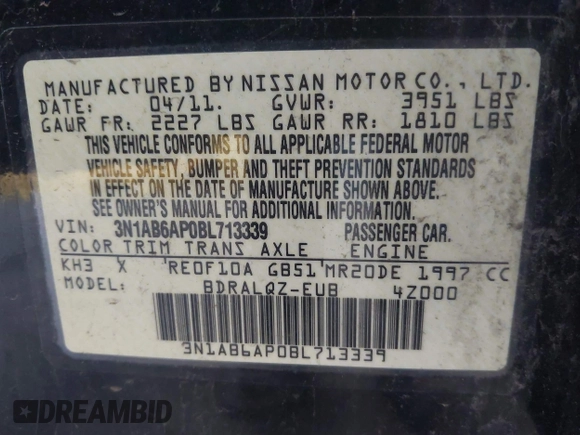 MANUFACTURED BY NISSAN MOTOR CO., LTD.
DATE: 04/11. GVWR: 3951 LBS
GAWR FR: 2227 LBS GAWR RR: 1810 LBS
THIS VEHICLE CONFORMS TO ALL APPLICABLE FEDERAL MOTOR
VEHICLE SAFETY, BUMPER AND THEFT PREVENTION STANDARDS
IN EFFECT ON THE DATE OF MANUFACTURE SHOWN ABOVE.
SEE OWNER'S MANUAL FOR ADDITIONAL INFORMATION.
VIN: 3N1AB6AP0BL713339 PASSENGER CAR.
COLOR TRIM TRANS AXLE ENGINE
KH3 X RE0F10A GB51 MR20DE 1997 CC
MODEL: BDRALQZ-EUB 4Z000
3N1AB6AP0BL713339
DREAMBID